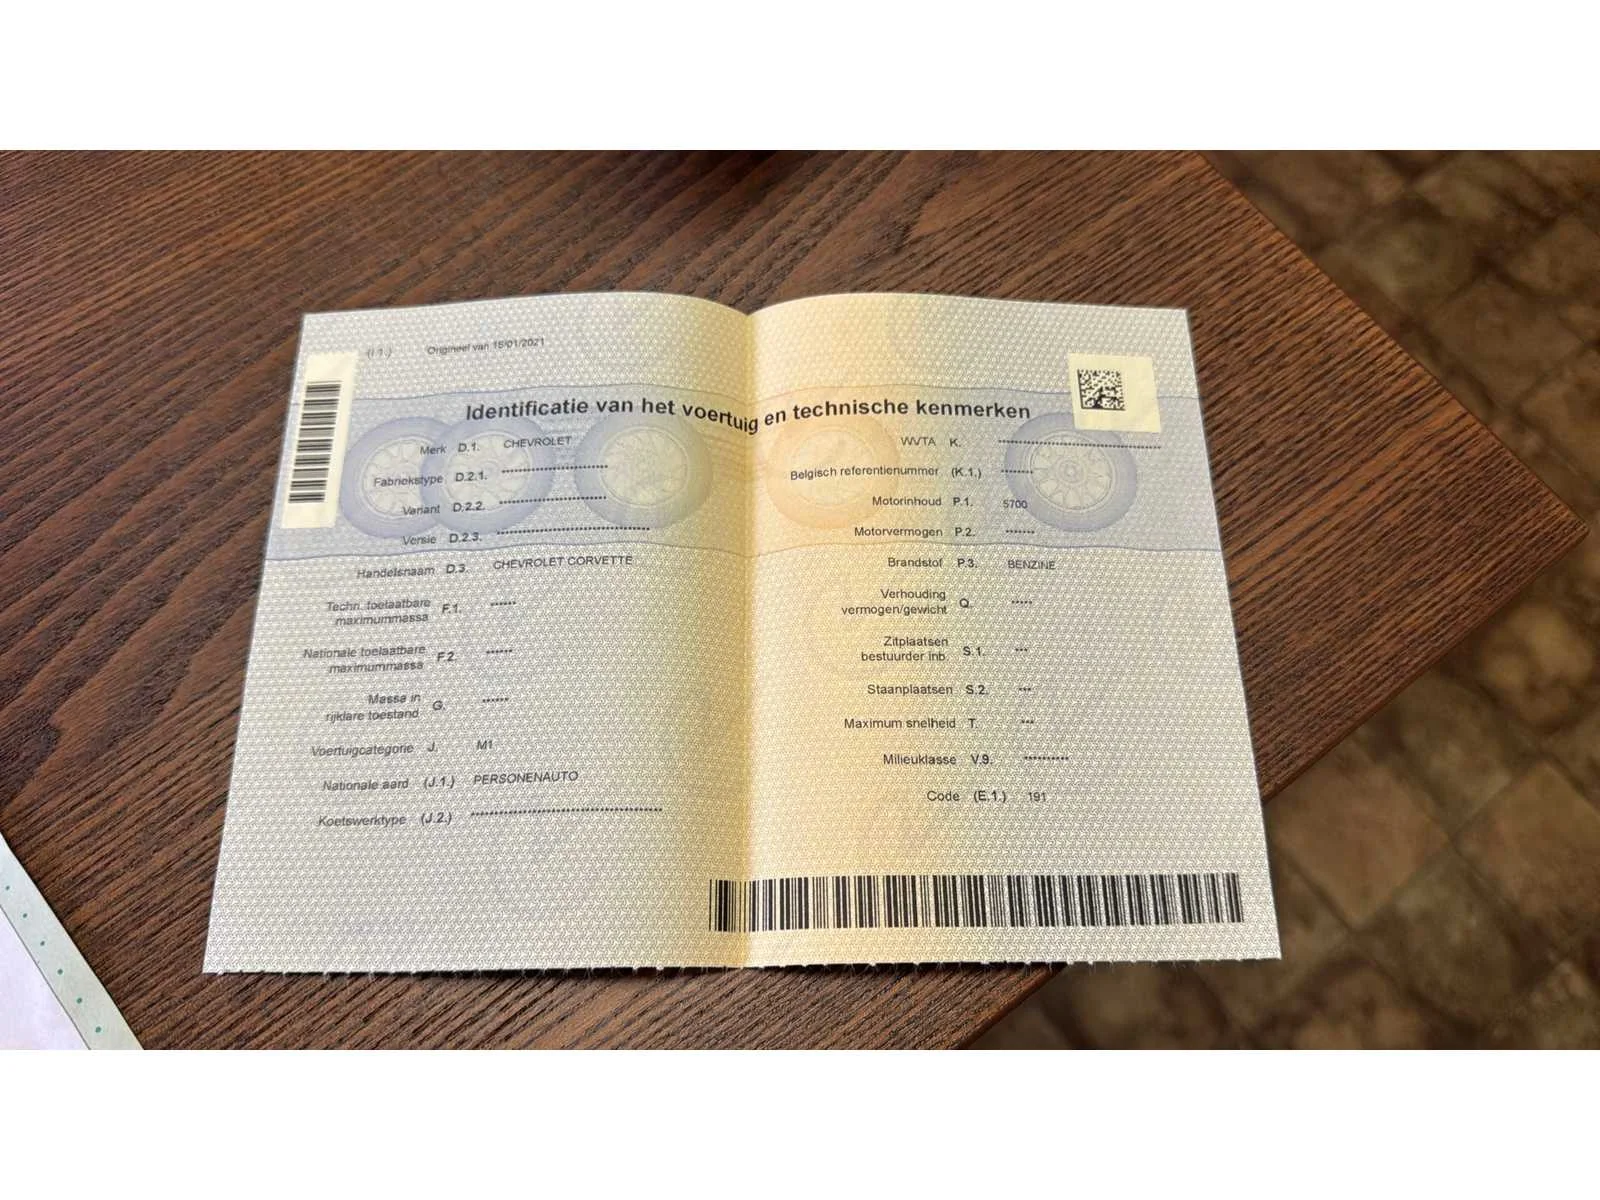 (I.1.) Origineel van 15/01/2021
Identificatie van het voertuig en technische kenmerken
Merk D.1. CHEVROLET
Fabriekstype D.2.1. ********************
Variant D.2.2. ********************
Versie D.2.3. *****************************
Handelsnaam D.3. CHEVROLET CORVETTE
Techn. toelaatbare
maximummassa F.1. *****
Nationale toelaatbare
maximummassa F.2. *****
Massa in
rijklare toestand G. *****
Voertuigcategorie J. M1
Nationale aard (J.1.) PERSONENAUTO
Koetswerktype (J.2.) ***********************************
WVTA K. ******************************
Belgisch referentienummer (K.1.) ******
Motorinhoud P.1. 5700
Motorvermogen P.2. ******
Brandstof P.3. BENZINE
Verhouding
vermogen/gewicht Q. *****
Zitplaatsen
bestuurder inb. S.1. ***
Staanplaatsen S.2. ***
Maximum snelheid T. ***
Milieuklasse V.9. **********
Code (E.1.) 191